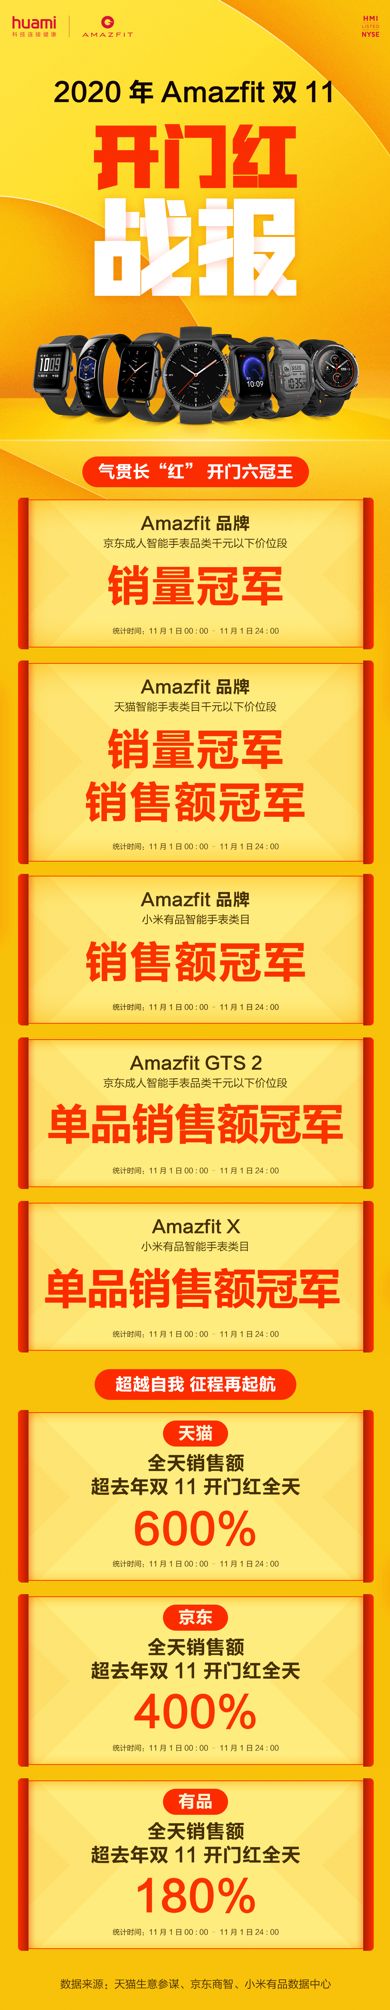 huami
科技连接健康
AMAZFIT
HMI
LISTED
NYSE
2020 年 Amazfit 双 11
开门红
战报
10:09
气贯长“红” 开门六冠王
Amazfit 品牌
京东成人智能手表品类千元以下价位段
销量冠军
统计时间：11 月 1 日 00 : 00 - 11 月 1 日 24 : 00
Amazfit 品牌
天猫智能手表类目千元以下价位段
销量冠军
销售额冠军
统计时间：11 月 1 日 00 : 00 - 11 月 1 日 24 : 00
Amazfit 品牌
小米有品智能手表类目
销售额冠军
统计时间：11 月 1 日 00 : 00 - 11 月 1 日 24 : 00
Amazfit GTS 2
京东成人智能手表品类千元以下价位段
单品销售额冠军
统计时间：11 月 1 日 00 : 00 - 11 月 1 日 24 : 00
Amazfit X
小米有品智能手表类目
单品销售额冠军
统计时间：11 月 1 日 00 : 00 - 11 月 1 日 24 : 00
超越自我 征程再起航
天猫
全天销售额
超去年双 11 开门红全天
600%
统计时间：11 月 1 日 00 : 00 - 11 月 1 日 24 : 00
京东
全天销售额
超去年双 11 开门红全天
400%
统计时间：11 月 1 日 00 : 00 - 11 月 1 日 24 : 00
有品
全天销售额
超去年双 11 开门红全天
180%
统计时间：11 月 1 日 00 : 00 - 11 月 1 日 24 : 00
数据来源：天猫生意参谋、京东商智、小米有品数据中心